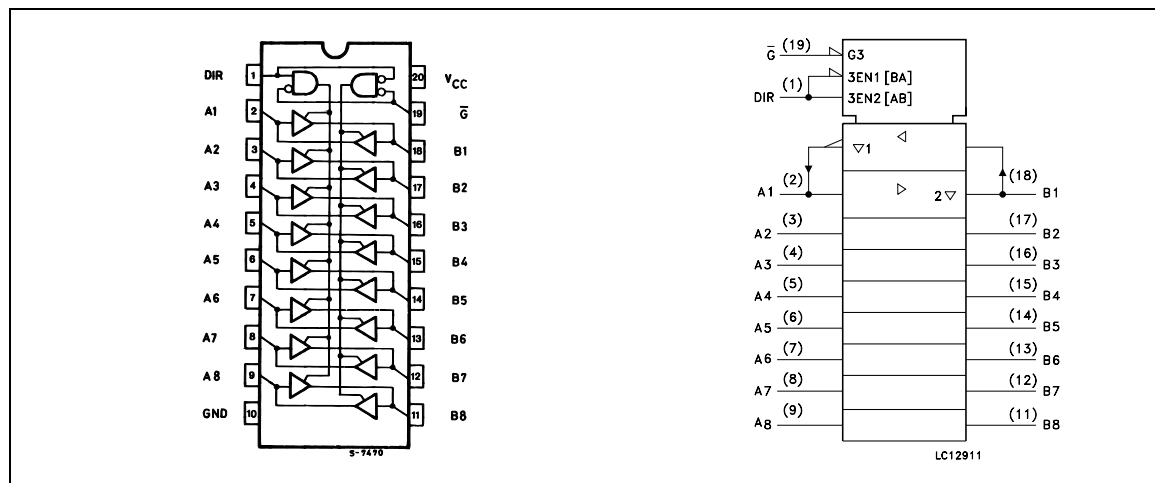 DIR 1 20 VCC
A1 2 19 G̅
A2 3 18 B1
A3 4 17 B2
A4 5 16 B3
A5 6 15 B4
A6 7 14 B5
A7 8 13 B6
A8 9 12 B7
GND 10 11 B8
S-7470
G̅ (19) G3
3EN1 [BA]
DIR (1) 3EN2 [AB]
▽1 ◁
A1 (2) ▷ 2▽ (18) B1
A2 (3) (17) B2
A3 (4) (16) B3
A4 (5) (15) B4
A5 (6) (14) B5
A6 (7) (13) B6
A7 (8) (12) B7
A8 (9) (11) B8
LC12911